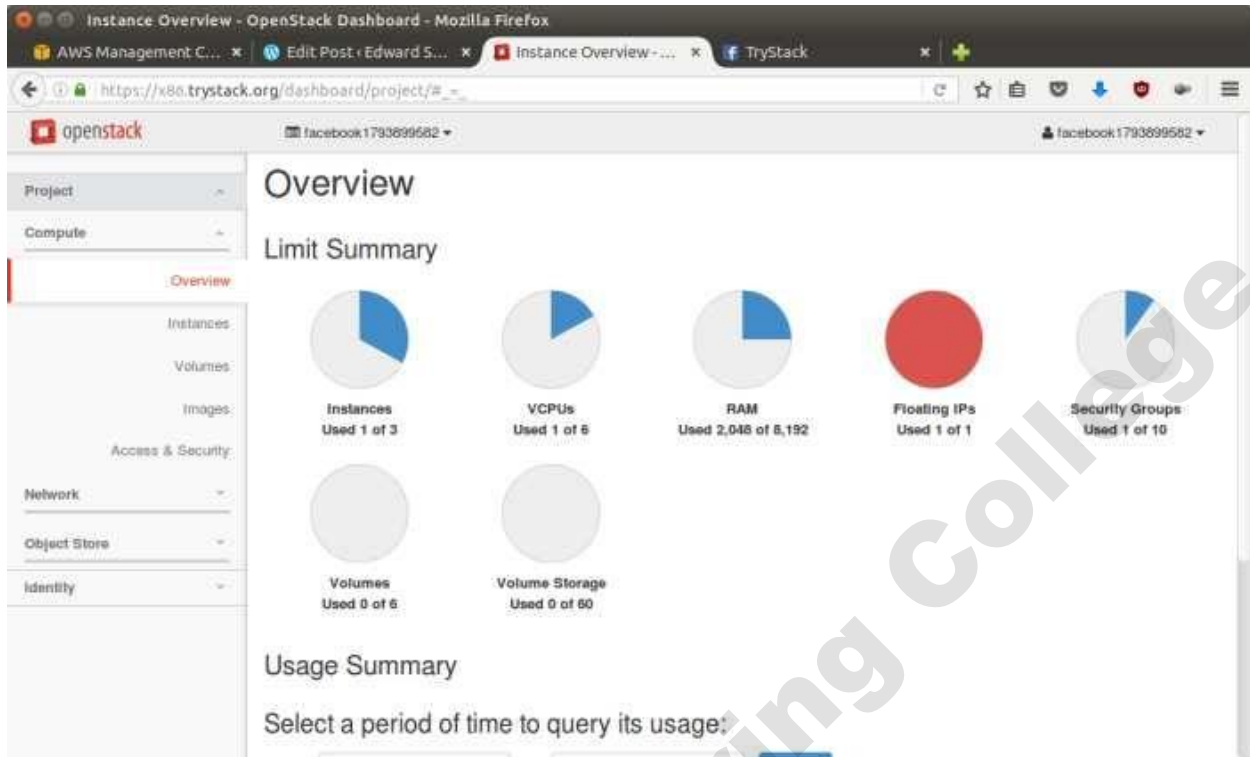 Instance Overview - OpenStack Dashboard - Mozilla Firefox
AWS Management C... Edit Post ‹ Edward S... Instance Overview - ... TryStack
https://x86.trystack.org/dashboard/project/#_=_
openstack facebook1793899582 facebook1793899582
Project
Compute
Overview
Instances
Volumes
Images
Access & Security
Network
Object Store
Identity
Overview
Limit Summary
Instances
Used 1 of 3
VCPUs
Used 1 of 6
RAM
Used 2,048 of 8,192
Floating IPs
Used 1 of 1
Security Groups
Used 1 of 10
Volumes
Used 0 of 6
Volume Storage
Used 0 of 60
Usage Summary
Select a period of time to query its usage:
ing College